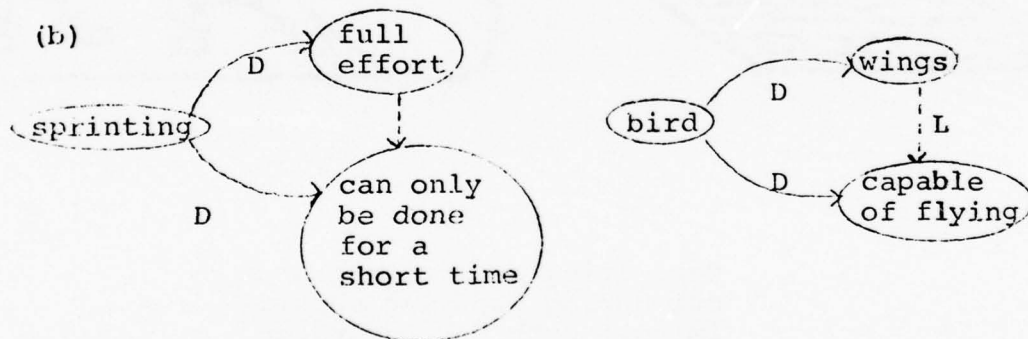 (b)
full
effort
D
sprinting
D
can only
be done
for a
short time
wings
D
bird
L
D
capable
of flying